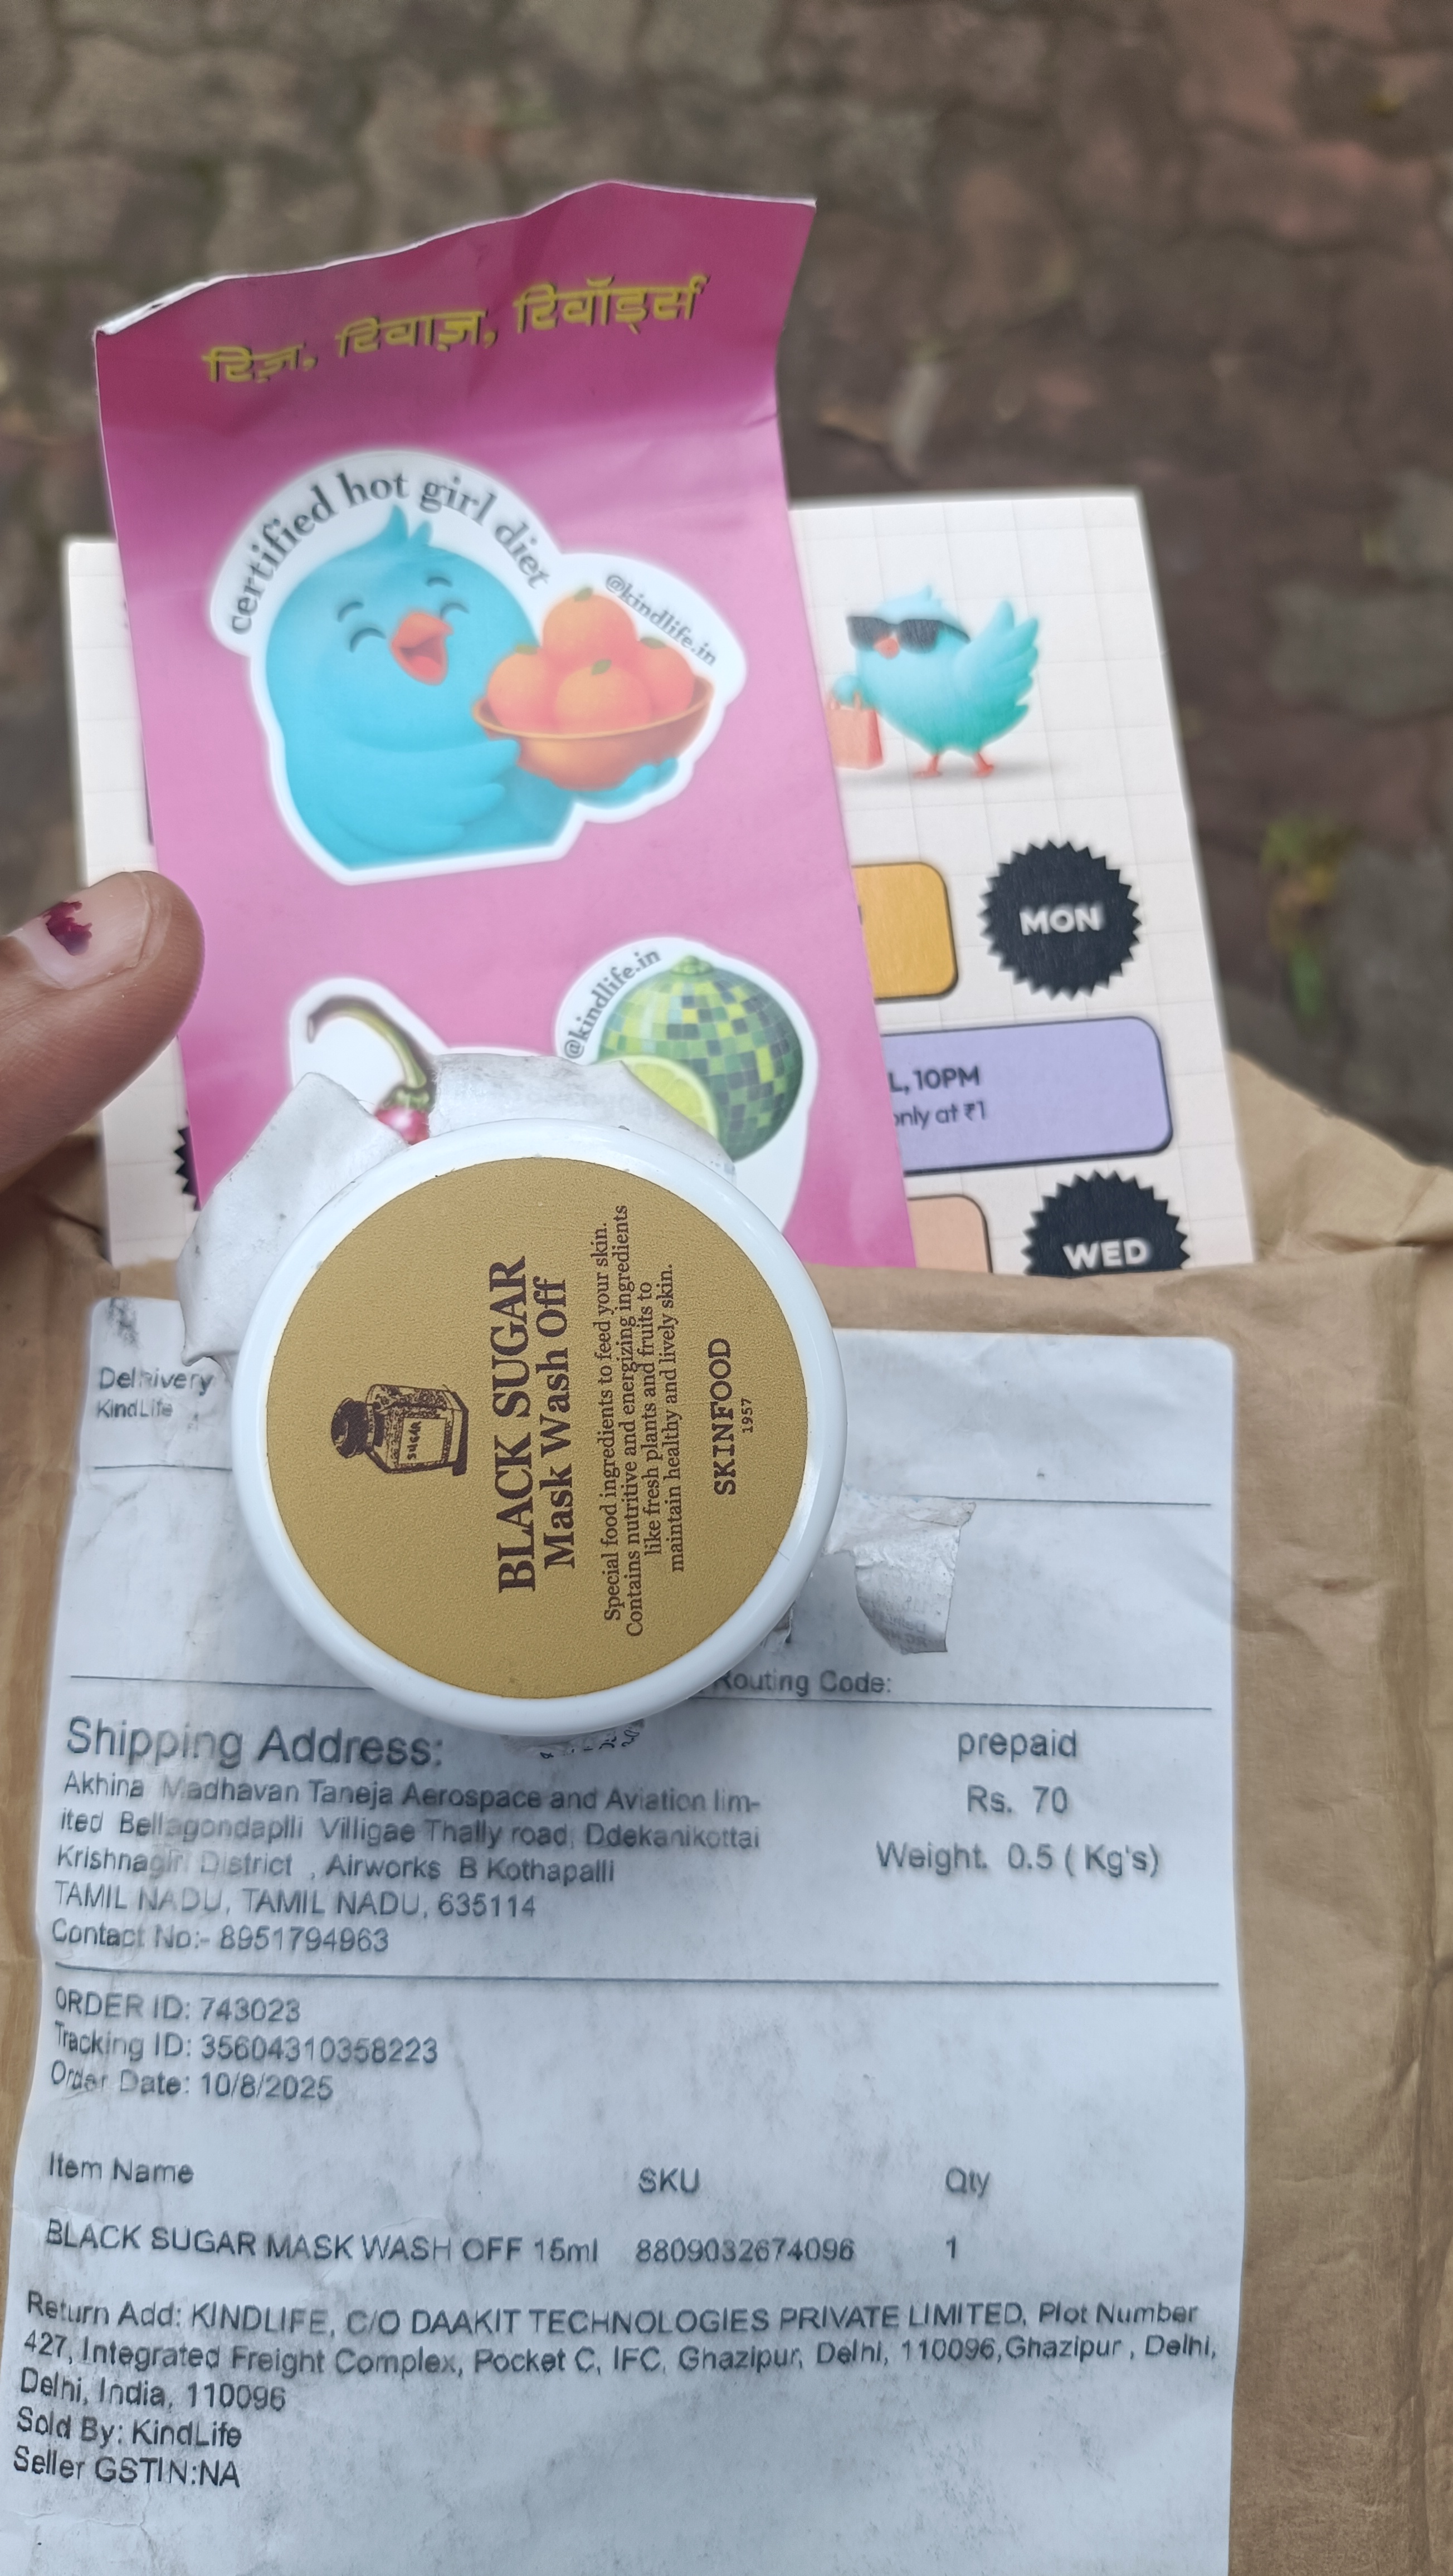 रिज़, रिवाज़, रिवॉर्ड्स
certified hot girl diet
@kindlife.in
@kindlife.in
MON
L, 10PM
only at ₹1
WED
BLACK SUGAR
Mask Wash Off
Special food ingredients to feed your skin.
Contains nutritive and energizing ingredients
like fresh plants and fruits to
maintain healthy and lively skin.
SKINFOOD
1957
SUGAR
Delhivery
KindLife
Routing Code:
Shipping Address:
Akhina Madhavan Taneja Aerospace and Aviation lim-
ited Bellagondaplli Villigae Thally road, Ddekanikottai
Krishnagiri District , Airworks B Kothapalli
TAMIL NADU, TAMIL NADU, 635114
Contact No:- 8951794963
prepaid
Rs. 70
Weight. 0.5 ( Kg's)
ORDER ID: 743023
Tracking ID: 35604310358223
Order Date: 10/8/2025
Item Name SKU Qty
BLACK SUGAR MASK WASH OFF 15ml 8809032674096 1
Return Add: KINDLIFE, C/O DAAKIT TECHNOLOGIES PRIVATE LIMITED, Plot Number
427, Integrated Freight Complex, Pocket C, IFC, Ghazipur, Delhi, 110096,Ghazipur , Delhi,
Delhi, India, 110096
Sold By: KindLife
Seller GSTIN:NA